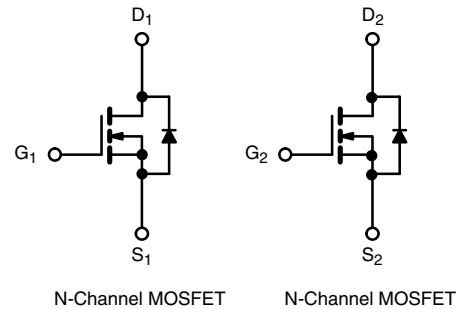 D1 D2
G1 G2
S1 S2
N-Channel MOSFET N-Channel MOSFET